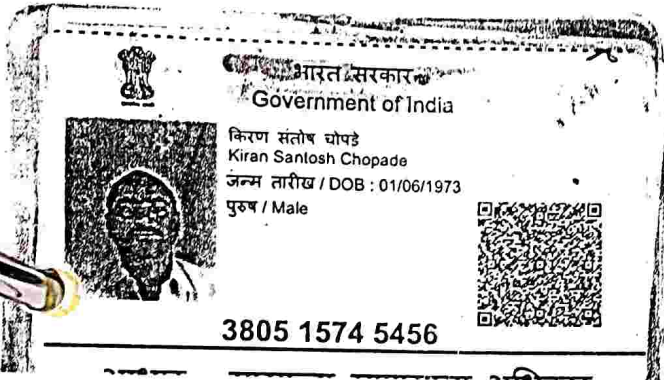 भारत सरकार
Government of India
किरण संतोष चोपडे
Kiran Santosh Chopade
जन्म तारीख / DOB : 01/06/1973
पुरुष / Male
3805 1574 5456